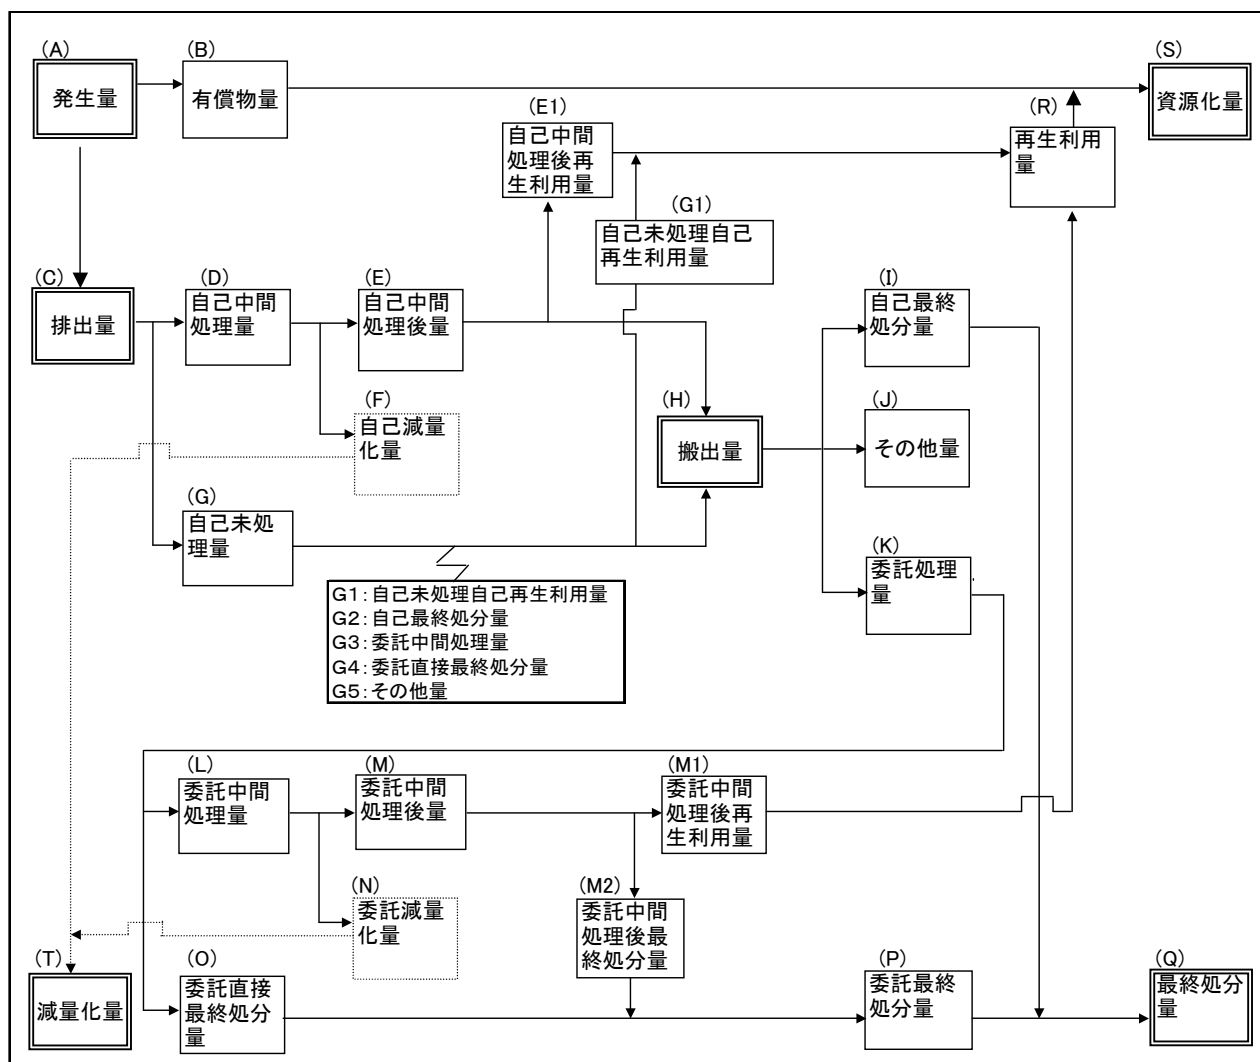 (A)
発生量
(B)
有償物量
(S)
資源化量
(E1)
自己中間
処理後再
生利用量
(R)
再生利用
量
(G1)
自己未処理自己
再生利用量
(C)
排出量
(D)
自己中間
処理量
(E)
自己中間
処理後量
(I)
自己最終
処分量
(F)
自己減量
化量
(H)
搬出量
(J)
その他量
(G)
自己未処
理量
(K)
委託処理
量
G1:自己未処理自己再生利用量
G2:自己最終処分量
G3:委託中間処理量
G4:委託直接最終処分量
G5:その他量
(L)
委託中間
処理量
(M)
委託中間
処理後量
(M1)
委託中間
処理後再
生利用量
(N)
委託減量
化量
(M2)
委託中間
処理後最
終処分量
(T)
減量化量
(O)
委託直接
最終処分
量
(P)
委託最終
処分量
(Q)
最終処分
量